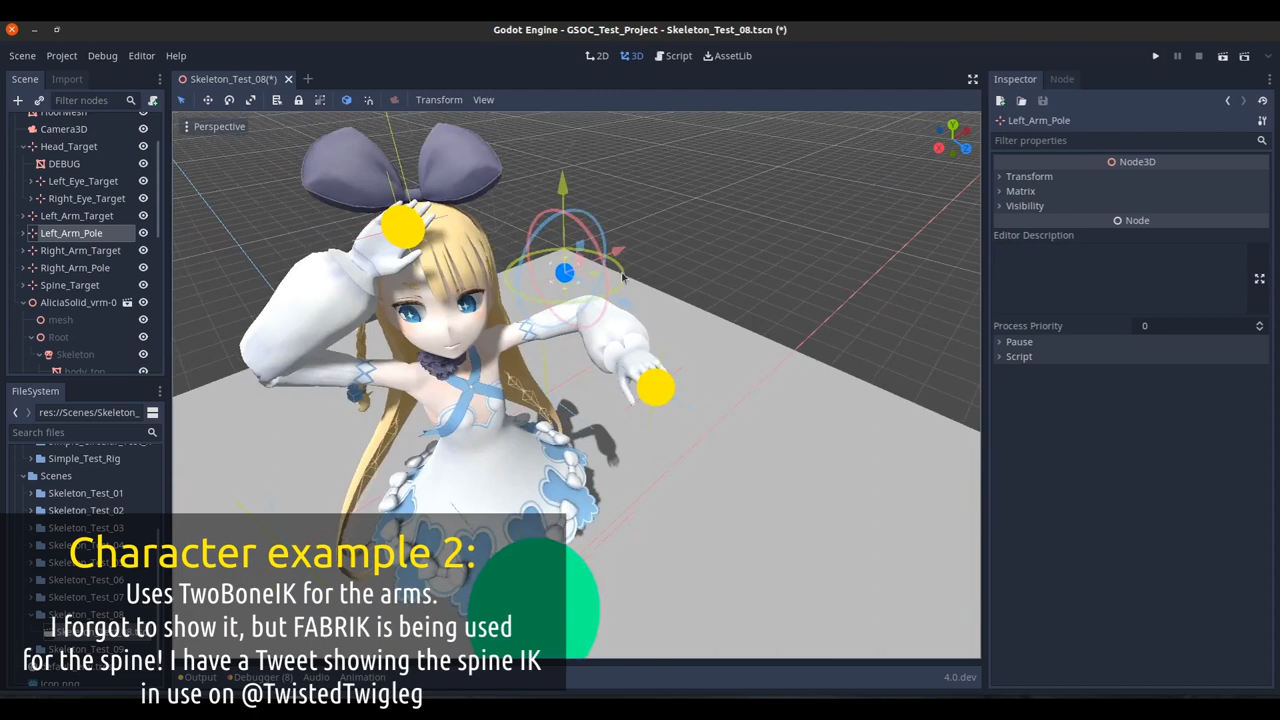 Godot Engine - GSOC_Test_Project - Skeleton_Test_08.tscn (*)
Scene Project Debug Editor Help
2D 3D Script AssetLib
Scene Import
Skeleton_Test_08(*)
Inspector Node
Filter nodes
Transform View
Perspective
Camera3D
Head_Target
DEBUG
Left_Eye_Target
Right_Eye_Target
Left_Arm_Target
Left_Arm_Pole
Right_Arm_Target
Right_Arm_Pole
Spine_Target
AliciaSolid_vrm-0
mesh
Root
Skeleton
FileSystem
res://Scenes/Skeleton_
Search files
Simple_Test_Rig
Scenes
Skeleton_Test_01
Skeleton_Test_02
Skeleton_Test_03
Skeleton_Test_06
Skeleton_Test_07
Skeleton_Test_08
Skeleton_Test_09
Icon.png
Y
X
Z
Left_Arm_Pole
Filter properties
Node3D
Transform
Matrix
Visibility
Node
Editor Description
Process Priority 0
Pause
Script
Character example 2:
Uses TwoBoneIK for the arms.
I forgot to show it, but FABRIK is being used
for the spine! I have a Tweet showing the spine IK
in use on @TwistedTwigleg
Output Debugger (8) Audio Animation
4.0.dev